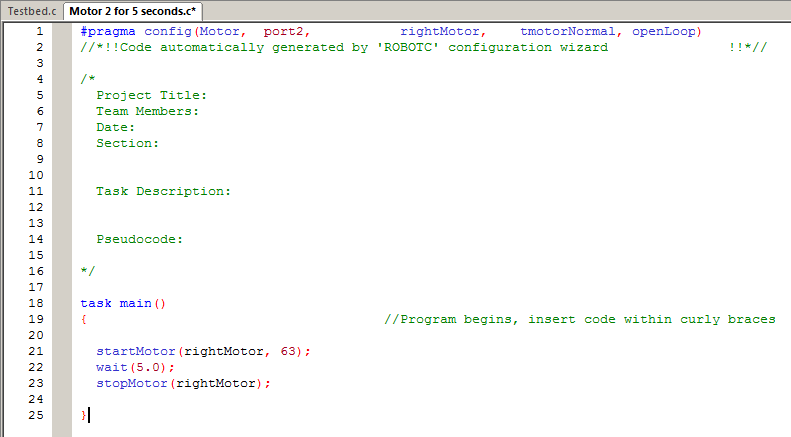 Testbed.c Motor 2 for 5 seconds.c*
1 #pragma config(Motor, port2, rightMotor, tmotorNormal, openLoop)
2 //*!!Code automatically generated by 'ROBOTC' configuration wizard !!*//
3
4 /*
5 Project Title:
6 Team Members:
7 Date:
8 Section:
9
10
11 Task Description:
12
13
14 Pseudocode:
15
16 */
17
18 task main()
19 { //Program begins, insert code within curly braces
20
21 startMotor(rightMotor, 63);
22 wait(5.0);
23 stopMotor(rightMotor);
24
25 }